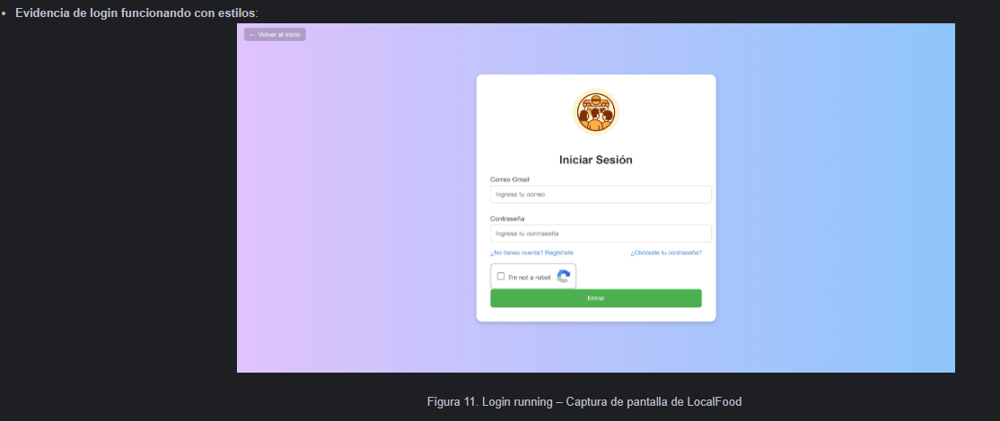 • Evidencia de login funcionando con estilos:
← Volver al inicio
Iniciar Sesión
Correo Gmail
Ingresa tu correo
Contraseña
Ingresa tu contraseña
¿No tienes cuenta? Regístrate ¿Olvidaste tu contraseña?
I'm not a robot
Entrar
Figura 11. Login running – Captura de pantalla de LocalFood